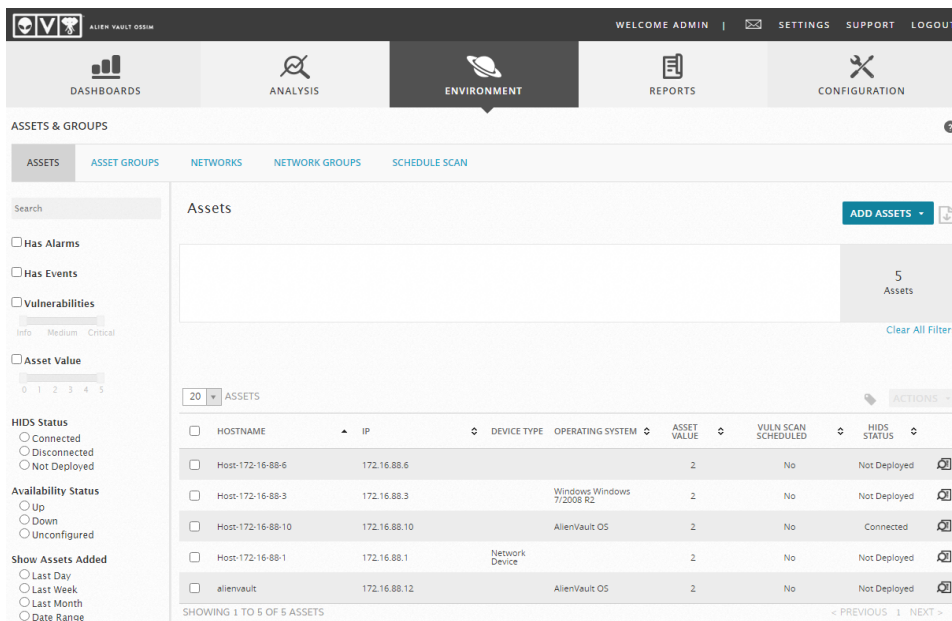 ALIEN VAULT OSSIM
WELCOME ADMIN | SETTINGS SUPPORT LOGOUT
DASHBOARDS ANALYSIS ENVIRONMENT REPORTS CONFIGURATION
ASSETS & GROUPS
ASSETS ASSET GROUPS NETWORKS NETWORK GROUPS SCHEDULE SCAN
Search
Has Alarms
Has Events
Vulnerabilities
Info Medium Critical
Asset Value
0 1 2 3 4 5
HIDS Status
Connected
Disconnected
Not Deployed
Availability Status
Up
Down
Unconfigured
Show Assets Added
Last Day
Last Week
Last Month
Date Range
Assets
ADD ASSETS
5
Assets
Clear All Filter
20 ASSETS
ACTIONS
HOSTNAME IP DEVICE TYPE OPERATING SYSTEM ASSET VALUE VULN SCAN SCHEDULED HIDS STATUS
Host-172-16-88-6 172.16.88.6 2 No Not Deployed
Host-172-16-88-3 172.16.88.3 Windows Windows 7/2008 R2 2 No Not Deployed
Host-172-16-88-10 172.16.88.10 AlienVault OS 2 No Connected
Host-172-16-88-1 172.16.88.1 Network Device 2 No Not Deployed
alienvault 172.16.88.12 AlienVault OS 2 No Not Deployed
SHOWING 1 TO 5 OF 5 ASSETS
< PREVIOUS 1 NEXT >